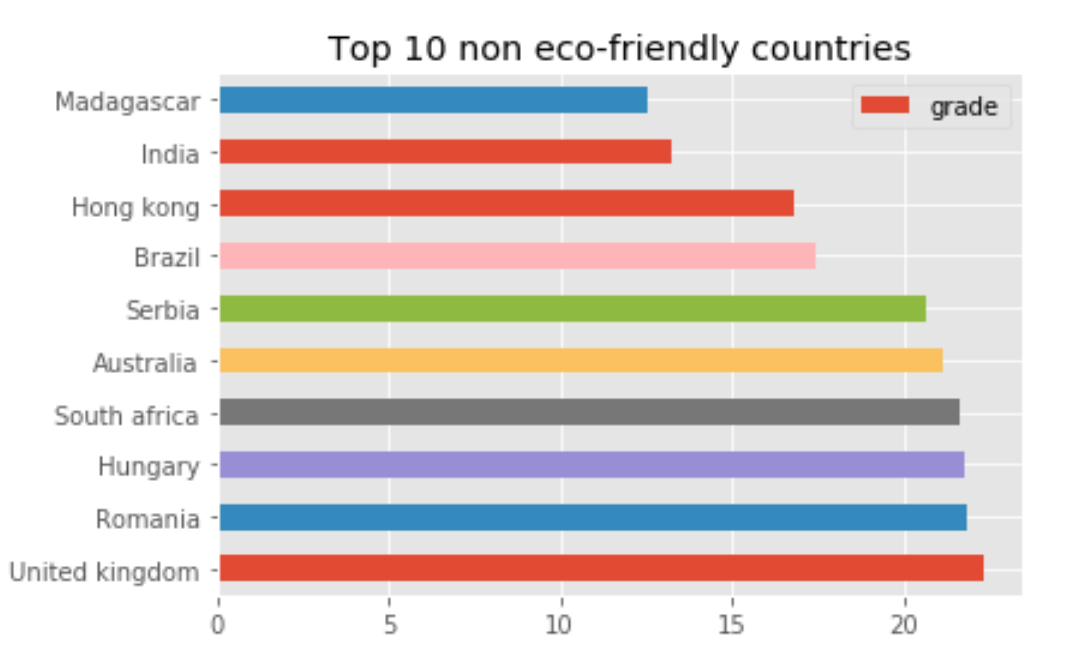 Top 10 non eco-friendly countries
grade
Madagascar
India
Hong kong
Brazil
Serbia
Australia
South africa
Hungary
Romania
United kingdom
0 5 10 15 20